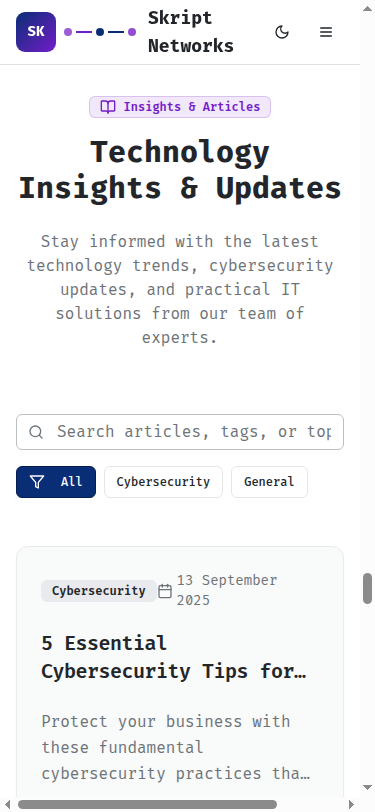 SK
Skript
Networks
Insights & Articles
Technology
Insights & Updates
Stay informed with the latest
technology trends, cybersecurity
updates, and practical IT
solutions from our team of
experts.
Search articles, tags, or top
All
Cybersecurity
General
Cybersecurity
13 September
2025
5 Essential
Cybersecurity Tips for…
Protect your business with
these fundamental
cybersecurity practices tha…